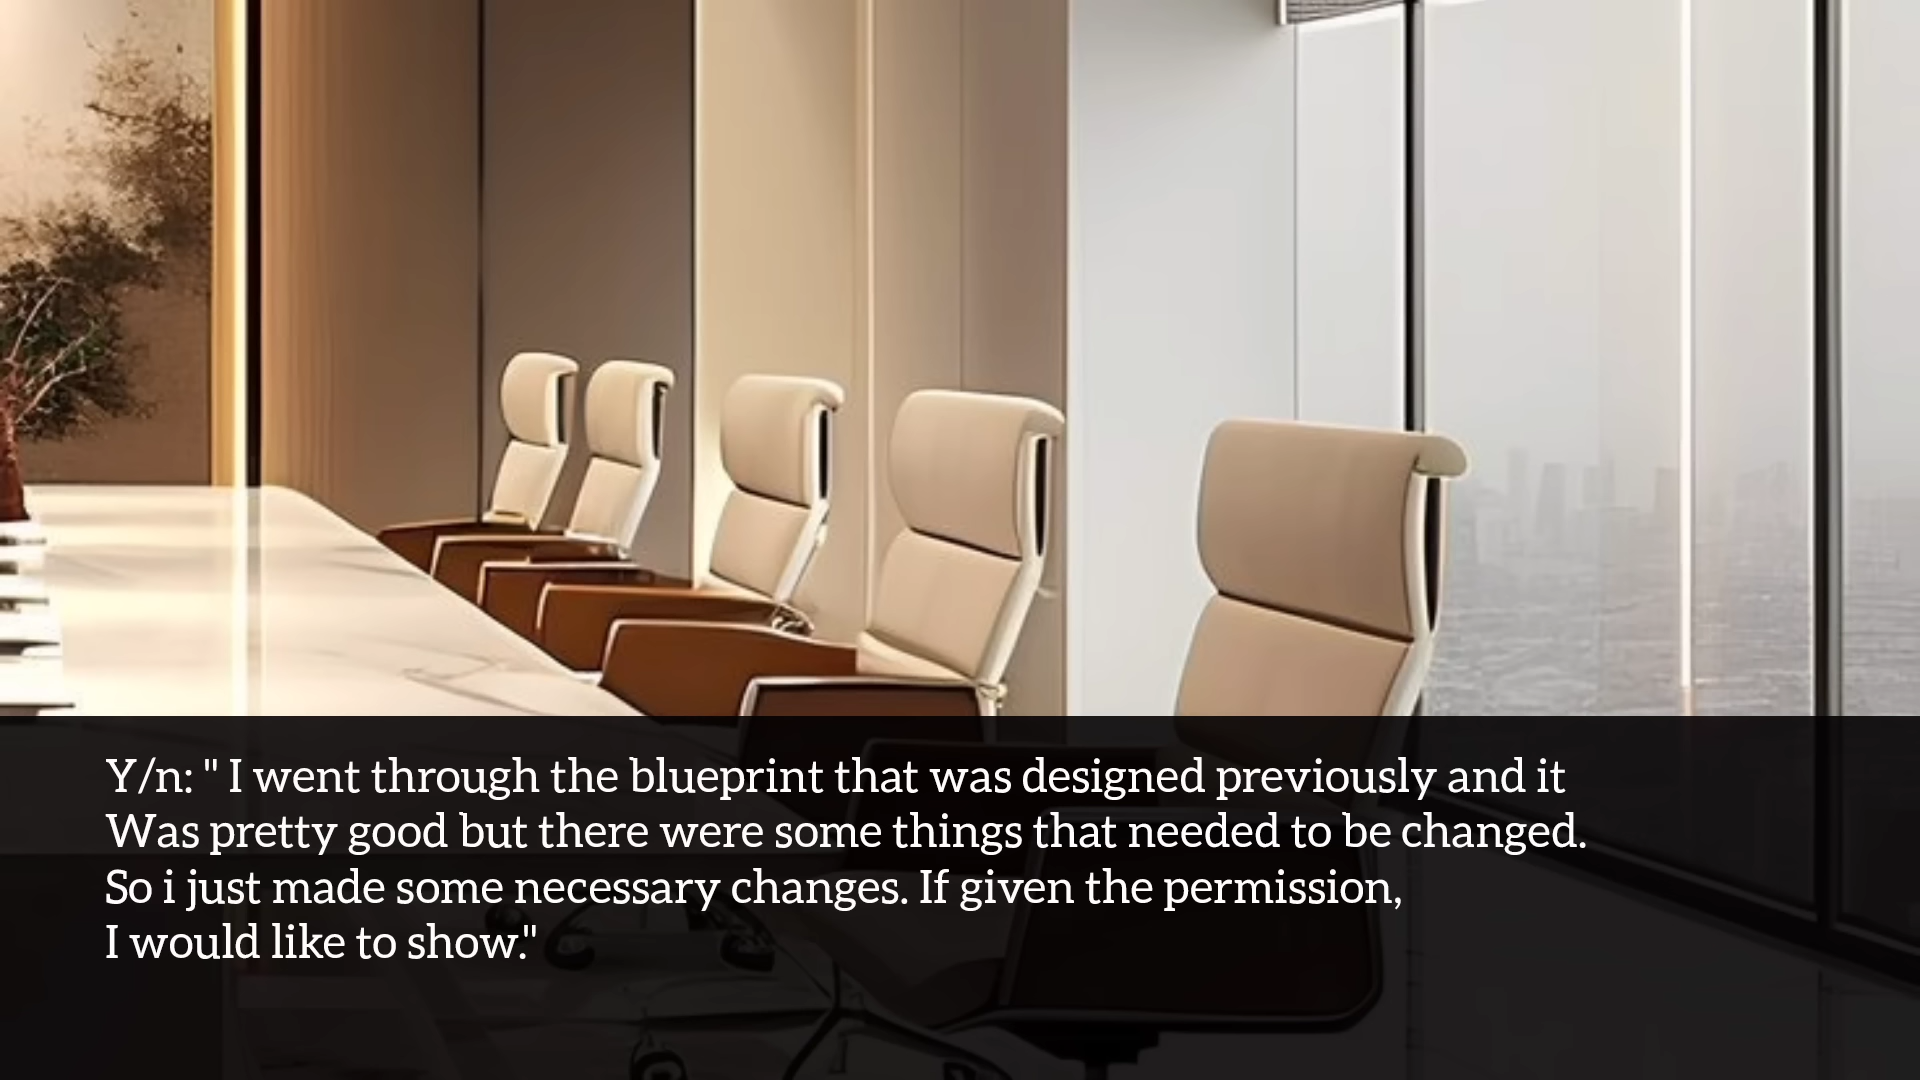 Y/n: " I went through the blueprint that was designed previously and it
Was pretty good but there were some things that needed to be changed.
So i just made some necessary changes. If given the permission,
I would like to show."